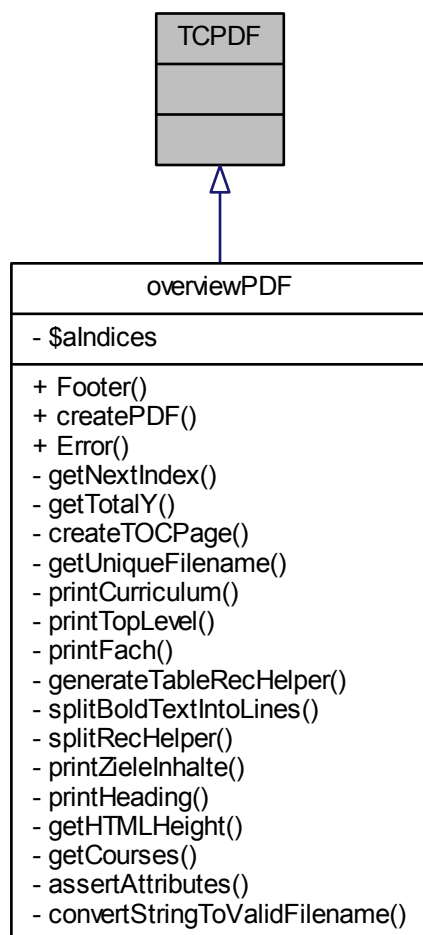 TCPDF
overviewPDF
- $aIndices
+ Footer()
+ createPDF()
+ Error()
- getNextIndex()
- getTotalY()
- createTOCPage()
- getUniqueFilename()
- printCurriculum()
- printTopLevel()
- printFach()
- generateTableRecHelper()
- splitBoldTextIntoLines()
- splitRecHelper()
- printZieleInhalte()
- printHeading()
- getHTMLHeight()
- getCourses()
- assertAttributes()
- convertStringToValidFilename()